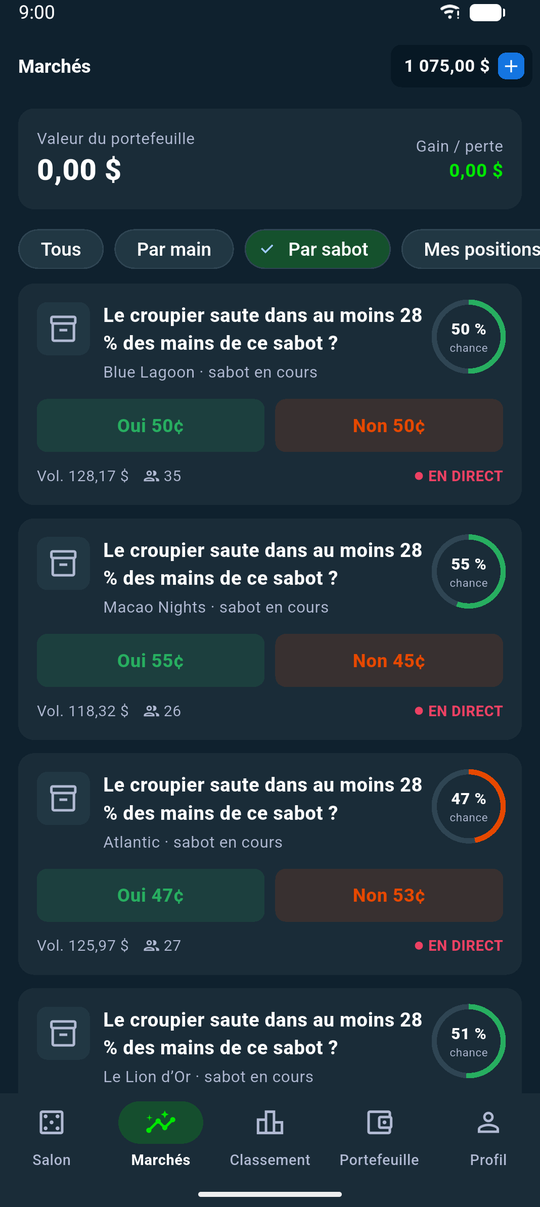 9:00
Marchés
1 075,00 $
Valeur du portefeuille
0,00 $
Gain / perte
0,00 $
Tous
Par main
Par sabot
Mes positions
Le croupier saute dans au moins 28
% des mains de ce sabot ?
Blue Lagoon · sabot en cours
50 %
chance
Oui 50¢
Non 50¢
Vol. 128,17 $
35
EN DIRECT
Le croupier saute dans au moins 28
% des mains de ce sabot ?
Macao Nights · sabot en cours
55 %
chance
Oui 55¢
Non 45¢
Vol. 118,32 $
26
EN DIRECT
Le croupier saute dans au moins 28
% des mains de ce sabot ?
Atlantic · sabot en cours
47 %
chance
Oui 47¢
Non 53¢
Vol. 125,97 $
27
EN DIRECT
Le croupier saute dans au moins 28
% des mains de ce sabot ?
Le Lion d’Or · sabot en cours
51 %
chance
Salon
Marchés
Classement
Portefeuille
Profil